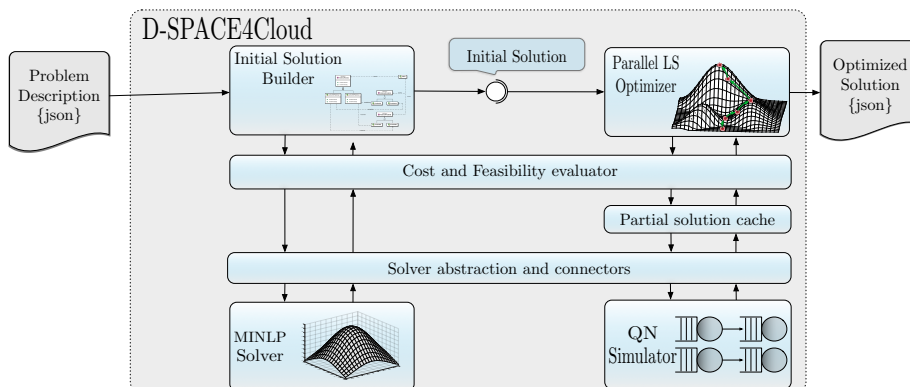 D-SPACE4Cloud
Problem
Description
{json}
Initial Solution
Builder
Initial Solution
Parallel LS
Optimizer
Optimized
Solution
{json}
Cost and Feasibility evaluator
Partial solution cache
Solver abstraction and connectors
MINLP
Solver
QN
Simulator